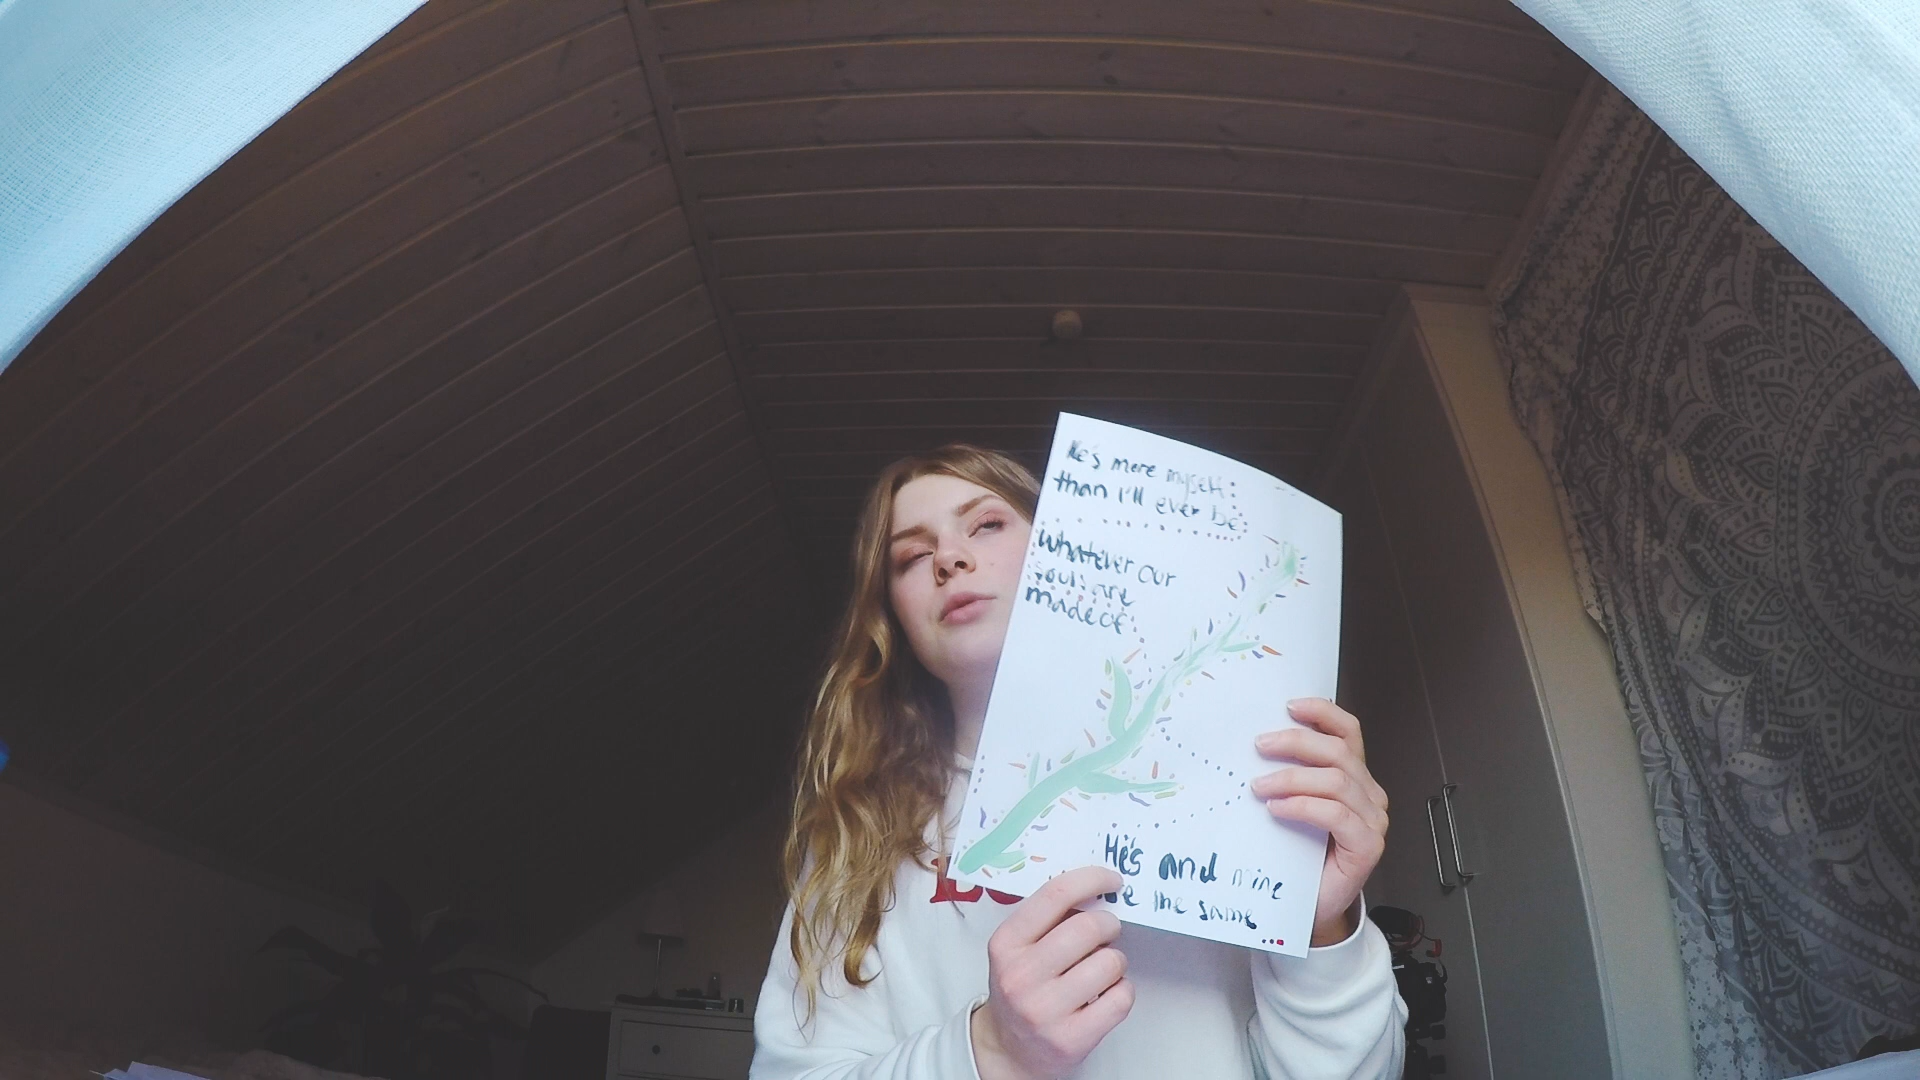 He's more myself
than I'll ever be
whatever our
souls are
made of
He's and mine
the same